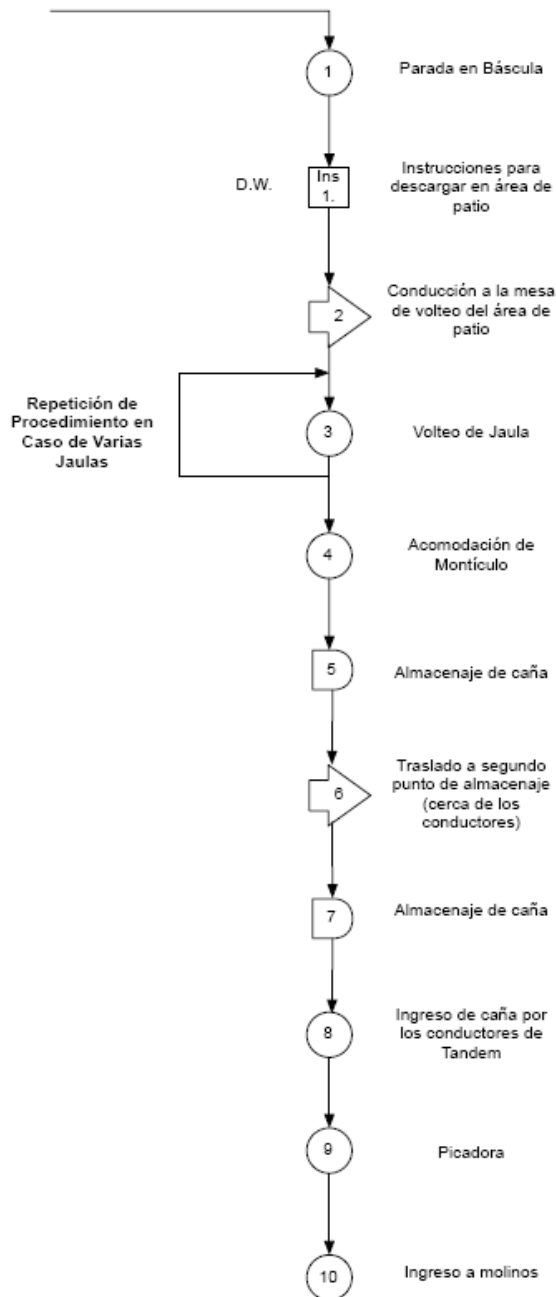 1
Parada en Báscula
D.W.
Ins
1.
Instrucciones para
descargar en área de
patio
2
Conducción a la mesa
de volteo del área de
patio
Repetición de
Procedimiento en
Caso de Varias
Jaulas
3
Volteo de Jaula
4
Acomodación de
Montículo
5
Almacenaje de caña
6
Traslado a segundo
punto de almacenaje
(cerca de los
conductores)
7
Almacenaje de caña
8
Ingreso de caña por
los conductores de
Tandem
9
Picadora
10
Ingreso a molinos